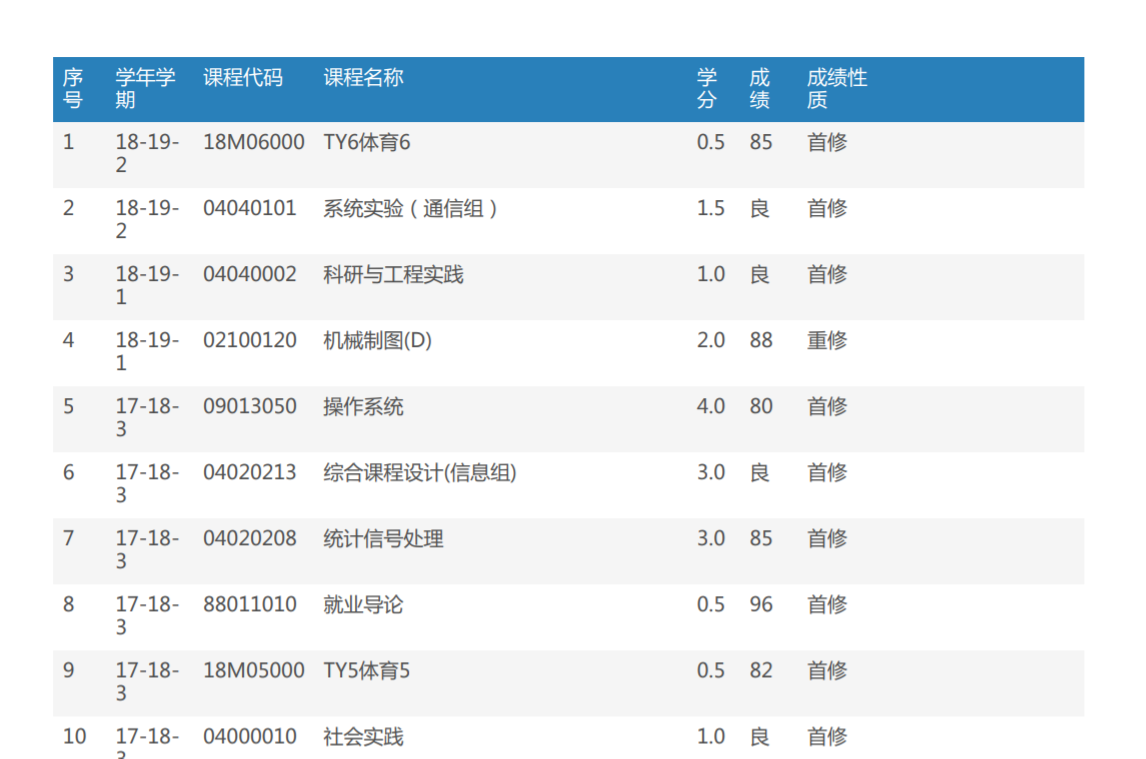 序号 学年学期 课程代码 课程名称 学分 成绩 成绩性质
1 18-19-2 18M06000 TY6体育6 0.5 85 首修
2 18-19-2 04040101 系统实验（通信组） 1.5 良 首修
3 18-19-1 04040002 科研与工程实践 1.0 良 首修
4 18-19-1 02100120 机械制图(D) 2.0 88 重修
5 17-18-3 09013050 操作系统 4.0 80 首修
6 17-18-3 04020213 综合课程设计(信息组) 3.0 良 首修
7 17-18-3 04020208 统计信号处理 3.0 85 首修
8 17-18-3 88011010 就业导论 0.5 96 首修
9 17-18-3 18M05000 TY5体育5 0.5 82 首修
10 17-18- 04000010 社会实践 1.0 良 首修